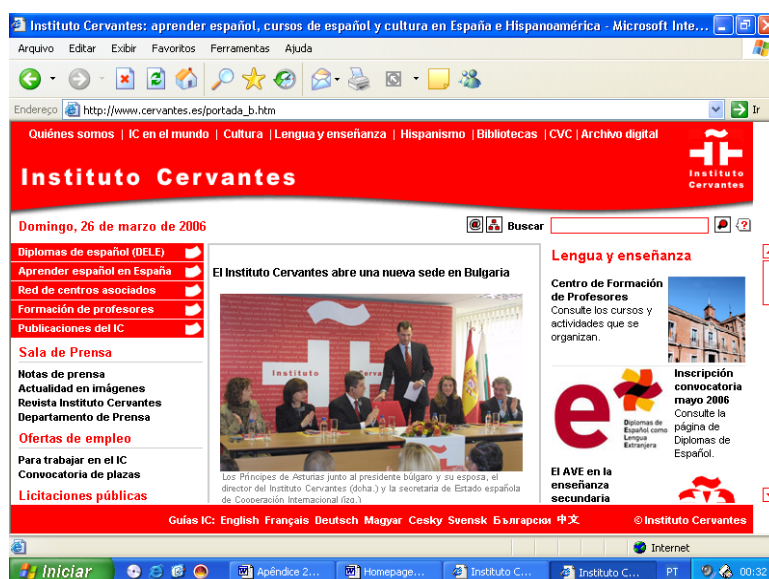 Instituto Cervantes: aprender español, cursos de español y cultura en España e Hispanoamérica - Microsoft Inte...
Arquivo Editar Exibir Favoritos Ferramentas Ajuda
Endereço http://www.cervantes.es/portada_b.htm Ir
Quiénes somos | IC en el mundo | Cultura | Lengua y enseñanza | Hispanismo | Bibliotecas | CVC | Archivo digital
Instituto Cervantes
Instituto
Cervantes
Domingo, 26 de marzo de 2006
Buscar
Diplomas de español (DELE)
Aprender español en España
Red de centros asociados
Formación de profesores
Publicaciones del IC
Sala de Prensa
Notas de prensa
Actualidad en imágenes
Revista Instituto Cervantes
Departamento de Prensa
Ofertas de empleo
Para trabajar en el IC
Convocatoria de plazas
Licitaciones públicas
El Instituto Cervantes abre una nueva sede en Bulgaria
Instituto
Los Príncipes de Asturias junto al presidente búlgaro y su esposa, el
director del Instituto Cervantes (dcha.) y la secretaria de Estado española
de Cooperación Internacional (izq.)
Lengua y enseñanza
Centro de Formación
de Profesores
Consulte los cursos y
actividades que se
organizan.
e
Diplomas de
Español como
Lengua
Extranjera
Inscripción
convocatoria
mayo 2006
Consulte la
página de
Diplomas de
Español.
El AVE en la
enseñanza
secundaria
Guías IC: English Français Deutsch Magyar Cesky Svensk Български 中文 © Instituto Cervantes
Internet
Iniciar Apêndice 2... Homepage... Instituto C... Instituto C... PT 00:32